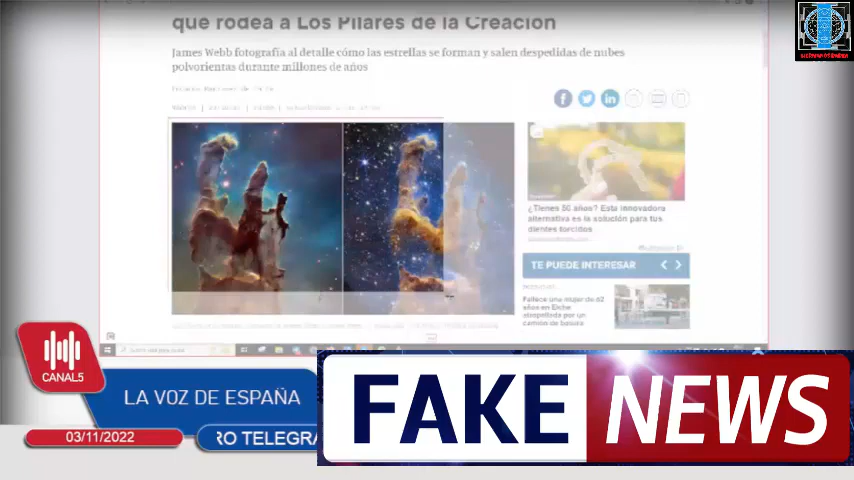 que rodea a Los Pilares de la Creación
James Webb fotografía al detalle cómo las estrellas se forman y salen despedidas de nubes
polvorientas durante millones de años
¿Tienes 50 años? Esta innovadora
alternativa es la solución para tus
dientes torcidos
TE PUEDE INTERESAR
Fallece una mujer de 62
años en Elche
atropellada por un
camión de basura
CANAL5
LA VOZ DE ESPAÑA
03/11/2022
RO TELEGRA
FAKE NEWS